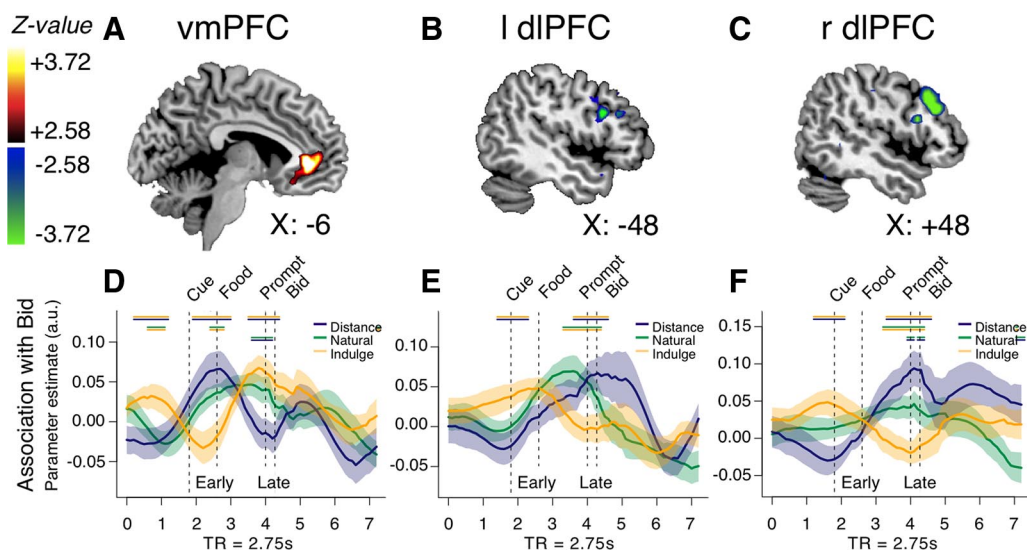 Z-value
+3.72
+2.58
-2.58
-3.72
A vmPFC
X: -6
B l dlPFC
X: -48
C r dlPFC
X: +48
Association with Bid
Parameter estimate (a.u.)
D
Cue Food Prompt Bid
Distance
Natural
Indulge
0.10
0.05
0.00
-0.05
Early Late
0 1 2 3 4 5 6 7
TR = 2.75s
E
Cue Food Prompt Bid
Distance
Natural
Indulge
0.10
0.05
0.00
-0.05
Early Late
0 1 2 3 4 5 6 7
TR = 2.75s
F
Cue Food Prompt Bid
Distance
Natural
Indulge
0.15
0.10
0.05
0.00
-0.05
Early Late
0 1 2 3 4 5 6 7
TR = 2.75s